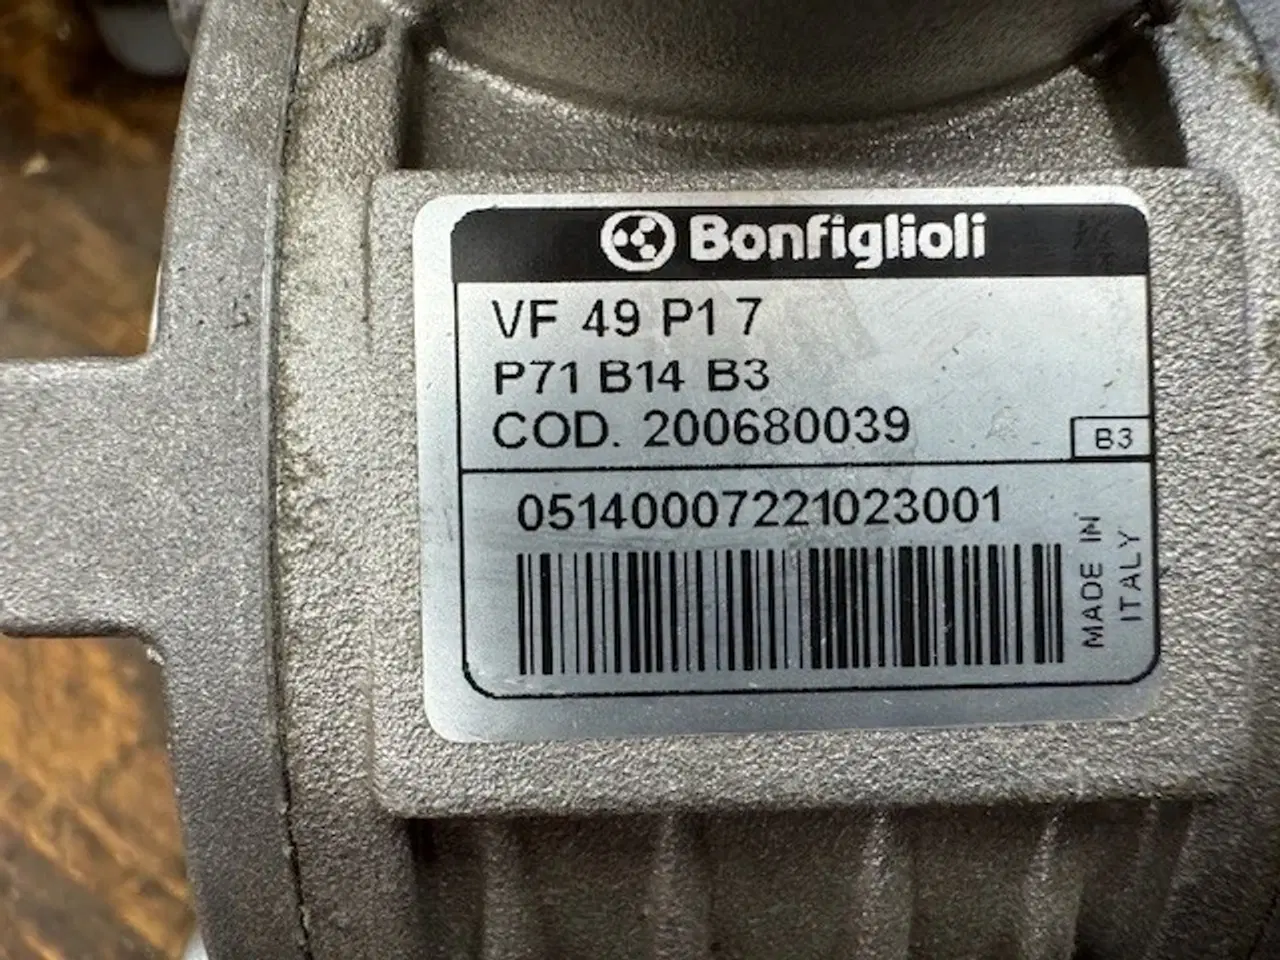 Bonfiglioli
VF 49 P1 7
P71 B14 B3
COD. 200680039
B3
05140007221023001
MADE IN
ITALY